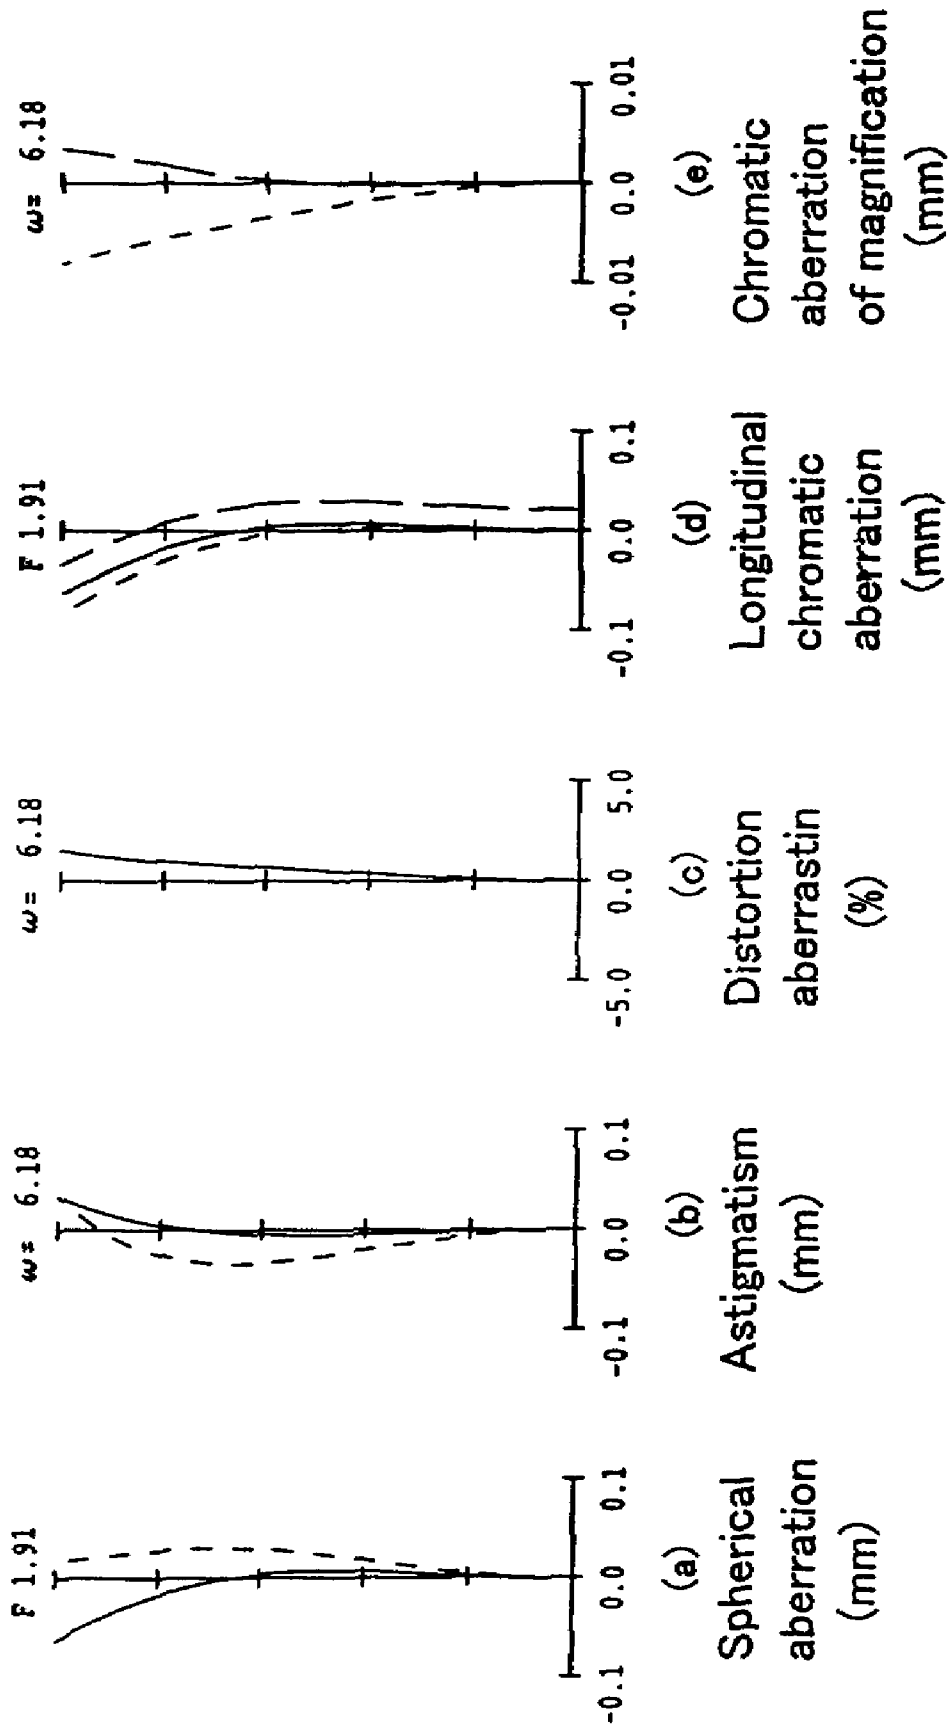 F 1.91
-0.1 0.0 0.1
(a)
Spherical
aberration
(mm)
ω= 6.18
-0.1 0.0 0.1
(b)
Astigmatism
(mm)
ω= 6.18
-5.0 0.0 5.0
(c)
Distortion
aberrastin
(%)
F 1.91
-0.1 0.0 0.1
(d)
Longitudinal
chromatic
aberration
(mm)
ω= 6.18
-0.01 0.0 0.01
(e)
Chromatic
aberration
of magnification
(mm)